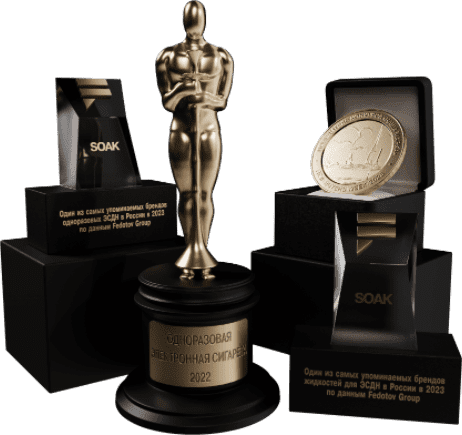 SOAK
Один из самых упоминаемых брендов
одноразовых ЭСДН в России в 2023
по данным Fedotov Group
ОДНОРАЗОВАЯ
ЭЛЕКТРОННАЯ СИГАРЕТА
2022
SOAK
Один из самых упоминаемых брендов
жидкостей для ЭСДН в России в 2023
по данным Fedotov Group